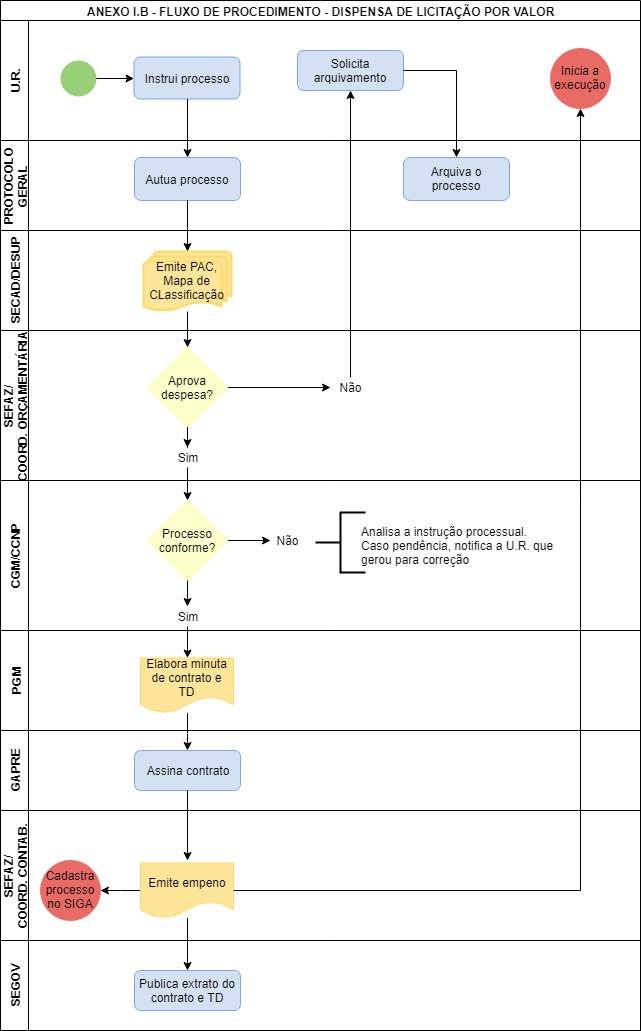 ANEXO I.B - FLUXO DE PROCEDIMENTO - DISPENSA DE LICITAÇÃO POR VALOR
U.R.
Instrui processo
Solicita
arquivamento
Inicia a
execução
PROTOCOLO
GERAL
Autua processo
Arquiva o
processo
SECAD/DESUP
Emite PAC,
Mapa de
CLassificação
SEFAZ/
COORD. ORÇAMENTÁRIA
Aprova
despesa?
Não
Sim
CGM/CCNP
Processo
conforme?
Não
Analisa a instrução processual.
Caso pendência, notifica a U.R. que
gerou para correção
Sim
PGM
Elabora minuta
de contrato e
TD
GAPRE
Assina contrato
SEFAZ/
COORD. CONTAB.
Cadastra
processo
no SIGA
Emite empeno
SEGOV
Publica extrato do
contrato e TD